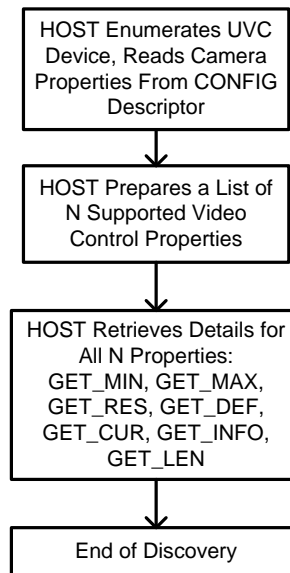 HOST Enumerates UVC
Device, Reads Camera
Properties From CONFIG
Descriptor
HOST Prepares a List of
N Supported Video
Control Properties
HOST Retrieves Details for
All N Properties:
GET_MIN, GET_MAX,
GET_RES, GET_DEF,
GET_CUR, GET_INFO,
GET_LEN
End of Discovery